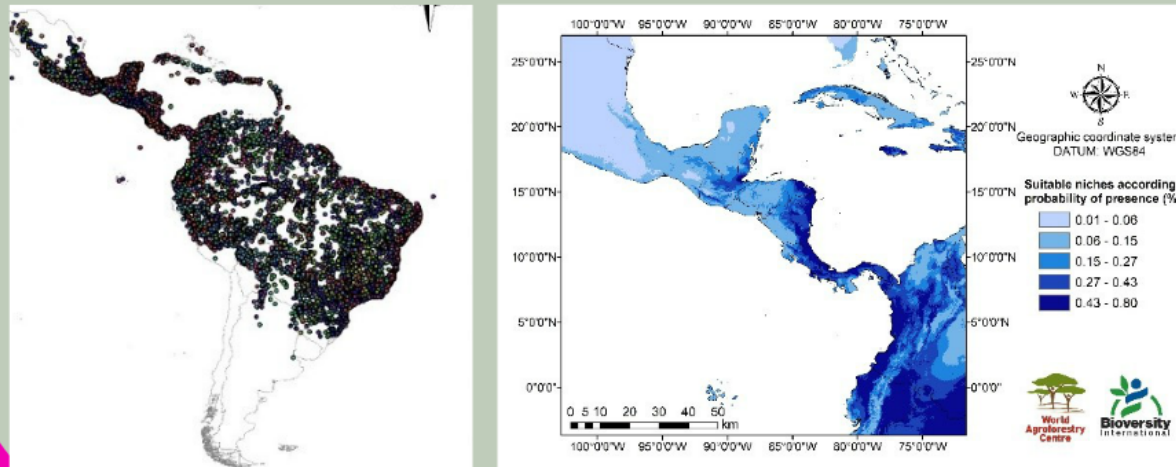 100°0'0"W 95°0'0"W 90°0'0"W 85°0'0"W 80°0'0"W 75°0'0"W
25°0'0"N 25°0'0"N
20°0'0"N 20°0'0"N
15°0'0"N 15°0'0"N
10°0'0"N 10°0'0"N
5°0'0"N 5°0'0"N
0°0'0"N 0°0'0"N
0 5 10 20 30 40 50
km
100°0'0"W 95°0'0"W 90°0'0"W 85°0'0"W 80°0'0"W 75°0'0"W
N
W E
S
Geographic coordinate system
DATUM: WGS84
Suitable niches according
probability of presence (%
0.01 - 0.06
0.06 - 0.15
0.15 - 0.27
0.27 - 0.43
0.43 - 0.80
World
Agroforestry
Centre
Bioversity
International